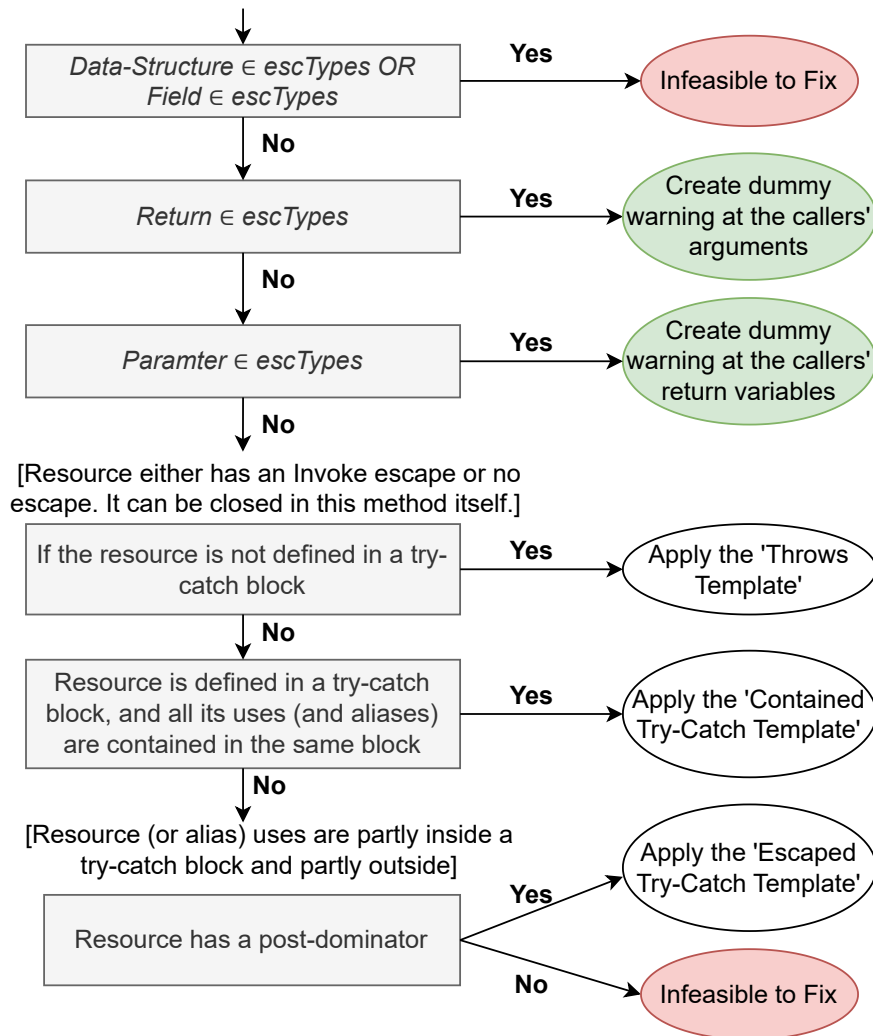 Data-Structure ∈ escTypes OR
Field ∈ escTypes
Yes
Infeasible to Fix
No
Return ∈ escTypes
Yes
Create dummy
warning at the callers'
arguments
No
Paramter ∈ escTypes
Yes
Create dummy
warning at the callers'
return variables
No
[Resource either has an Invoke escape or no
escape. It can be closed in this method itself.]
If the resource is not defined in a try-
catch block
Yes
Apply the 'Throws
Template'
No
Resource is defined in a try-catch
block, and all its uses (and aliases)
are contained in the same block
Yes
Apply the 'Contained
Try-Catch Template'
No
[Resource (or alias) uses are partly inside a
try-catch block and partly outside]
Resource has a post-dominator
Yes
Apply the 'Escaped
Try-Catch Template'
No
Infeasible to Fix